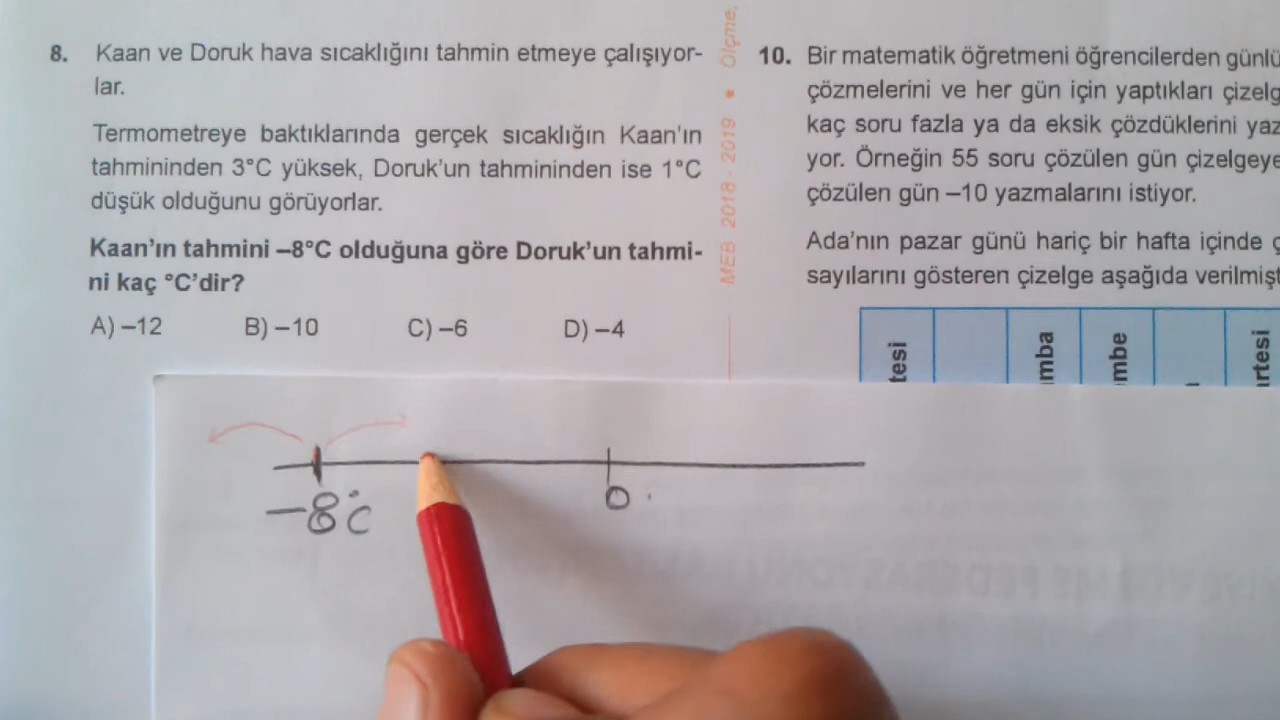 8. Kaan ve Doruk hava sıcaklığını tahmin etmeye çalışıyor-
lar.
Termometreye baktıklarında gerçek sıcaklığın Kaan'ın
tahmininden 3°C yüksek, Doruk'un tahmininden ise 1°C
düşük olduğunu görüyorlar.
Kaan'ın tahmini –8°C olduğuna göre Doruk'un tahmi-
ni kaç °C'dir?
A) –12 B) –10 C) –6 D) –4
MEB 2018 - 2019 • Ölçme,
10. Bir matematik öğretmeni öğrencilerden günlü
çözmelerini ve her gün için yaptıkları çizelg
kaç soru fazla ya da eksik çözdüklerini yaz
yor. Örneğin 55 soru çözülen gün çizelgeye
çözülen gün –10 yazmalarını istiyor.
Ada'nın pazar günü hariç bir hafta içinde ç
sayılarını gösteren çizelge aşağıda verilmişt
tesi
mba
mbe
rtesi
–8°C
0